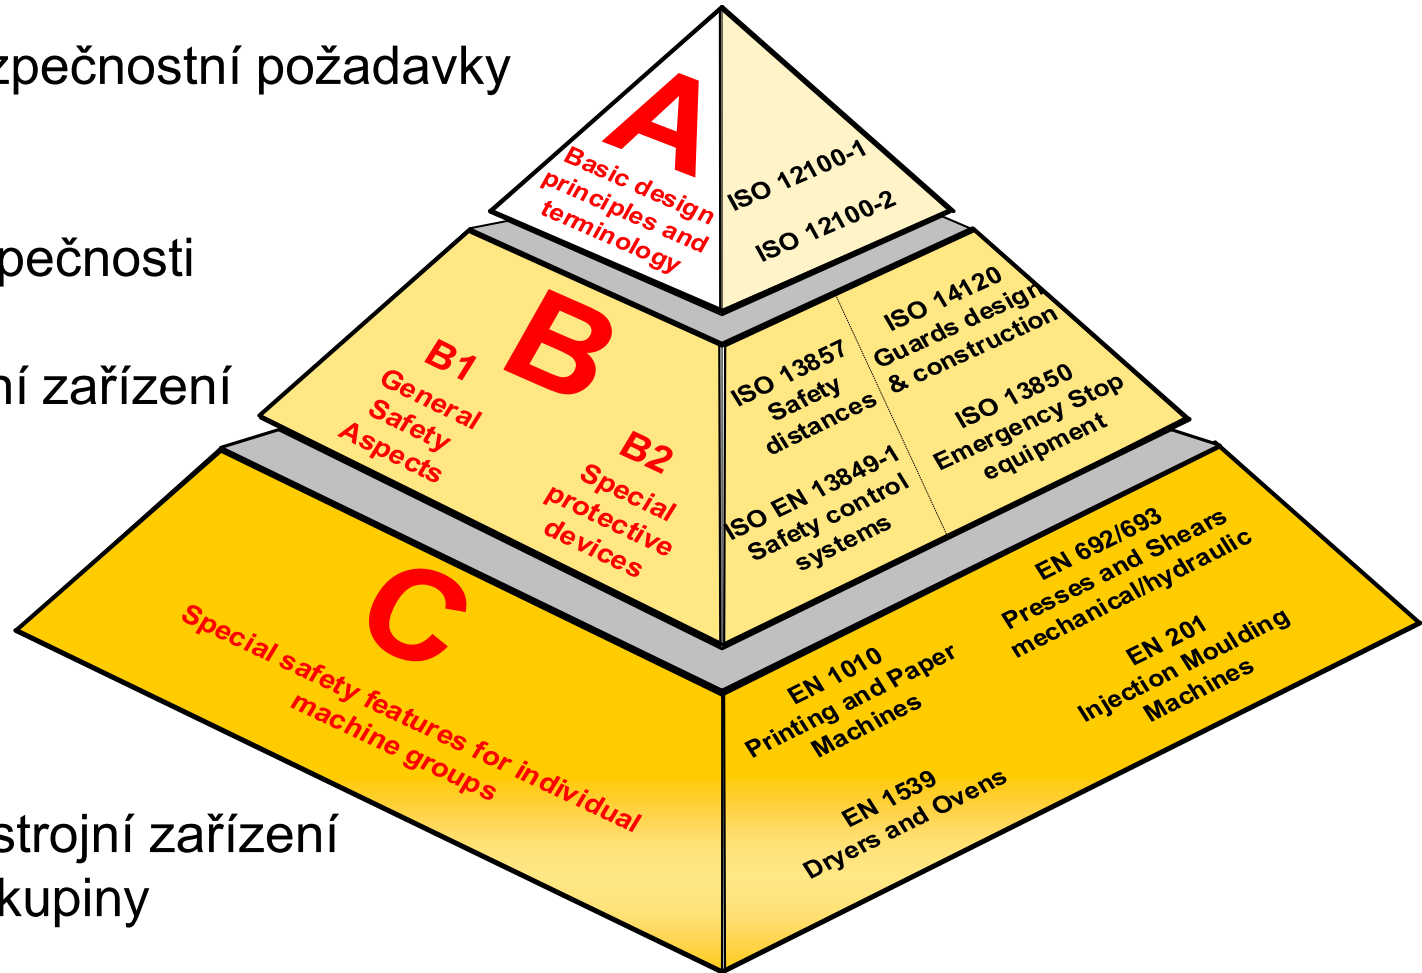 zpečnostní požadavky
pečnosti
ní zařízení
strojní zařízení
kupiny
A
Basic design
principles and
terminology
ISO 12100-1
ISO 12100-2
B
B1
General
Safety
Aspects
B2
Special
protective
devices
ISO 13857
Safety
distances
ISO EN 13849-1
Safety control
systems
ISO 14120
Guards design
& construction
ISO 13850
Emergency Stop
equipment
C
Special safety features for individual
machine groups
EN 1010
Printing and Paper
Machines
EN 692/693
Presses and Shears
mechanical/hydraulic
EN 201
Injection Moulding
Machines
EN 1539
Dryers and Ovens